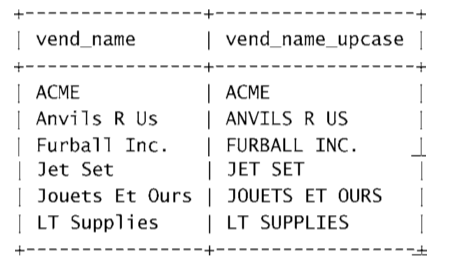 +----------------+--------------------+
| vend_name      | vend_name_upcase |
+----------------+--------------------+
| ACME           | ACME             |
| Anvils R Us    | ANVILS R US      |
| Furball Inc.   | FURBALL INC.     |
| Jet Set        | JET SET          |
| Jouets Et Ours | JOUETS ET OURS   |
| LT Supplies    | LT SUPPLIES      |
+----------------+--------------------+